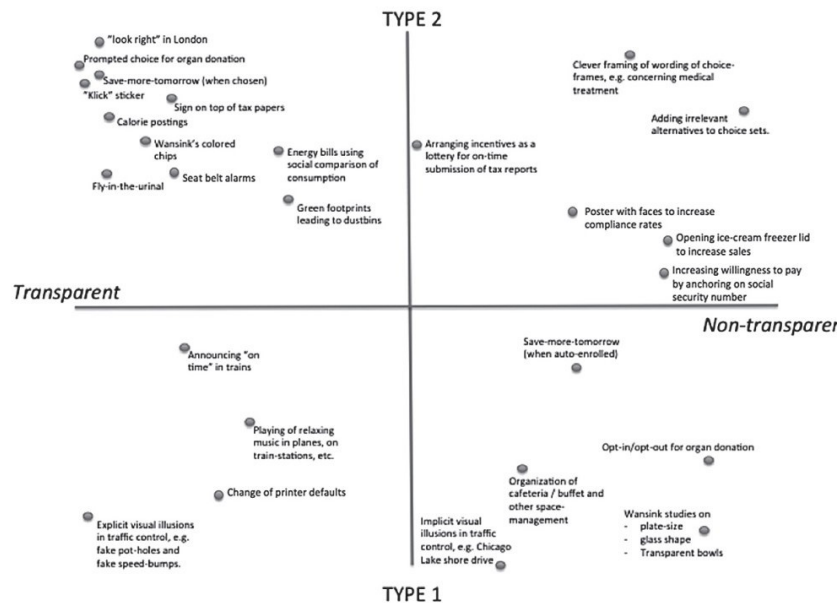 TYPE 2
"look right" in London
Prompted choice for organ donation
Save-more-tomorrow (when chosen)
"Klick" sticker
Sign on top of tax papers
Calorie postings
Wansink's colored
chips
Fly-in-the-urinal
Seat belt alarms
Energy bills using
social comparison of
consumption
Green footprints
leading to dustbins
Clever framing of wording of choice-
frames, e.g. concerning medical
treatment
Adding irrelevant
alternatives to choice sets.
Arranging incentives as a
lottery for on-time
submission of tax reports
Poster with faces to increase
compliance rates
Opening ice-cream freezer lid
to increase sales
Increasing willingness to pay
by anchoring on social
security number
Transparent
Non-transparen
Announcing "on
time" in trains
Playing of relaxing
music in planes, on
train-stations, etc.
Change of printer defaults
Explicit visual illusions
in traffic control, e.g.
fake pot-holes and
fake speed-bumps.
Save-more-tomorrow
(when auto-enrolled)
Opt-in/opt-out for organ donation
Organization of
cafeteria / buffet and
other space-
management
Implicit visual
illusions in traffic
control, e.g. Chicago
Lake shore drive
Wansink studies on
- plate-size
- glass shape
- Transparent bowls
TYPE 1